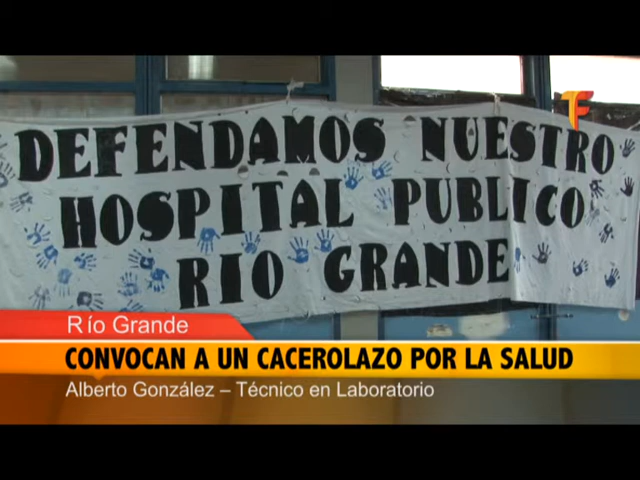 DEFENDAMOS NUESTRO
HOSPITAL PUBLICO
RIO GRANDE
Río Grande
CONVOCAN A UN CACEROLAZO POR LA SALUD
Alberto González – Técnico en Laboratorio